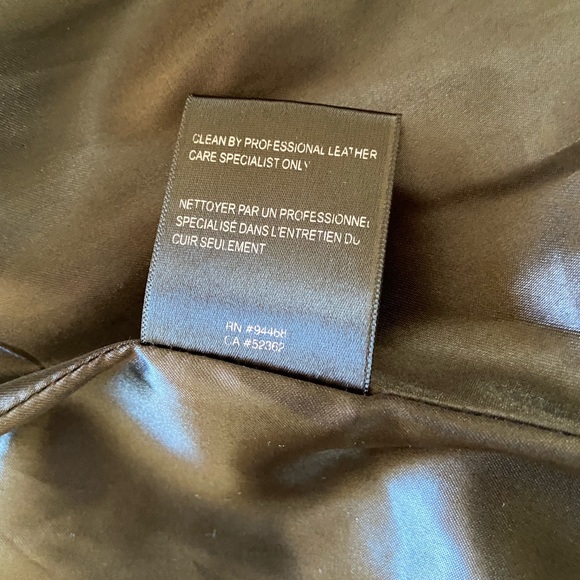 CLEAN BY PROFESSIONAL LEATHER
CARE SPECIALIST ONLY
NETTOYER PAR UN PROFESSIONNEL
SPECIALISÉ DANS L'ENTRETIEN DU
CUIR SEULEMENT
RN #94468
CA #52362